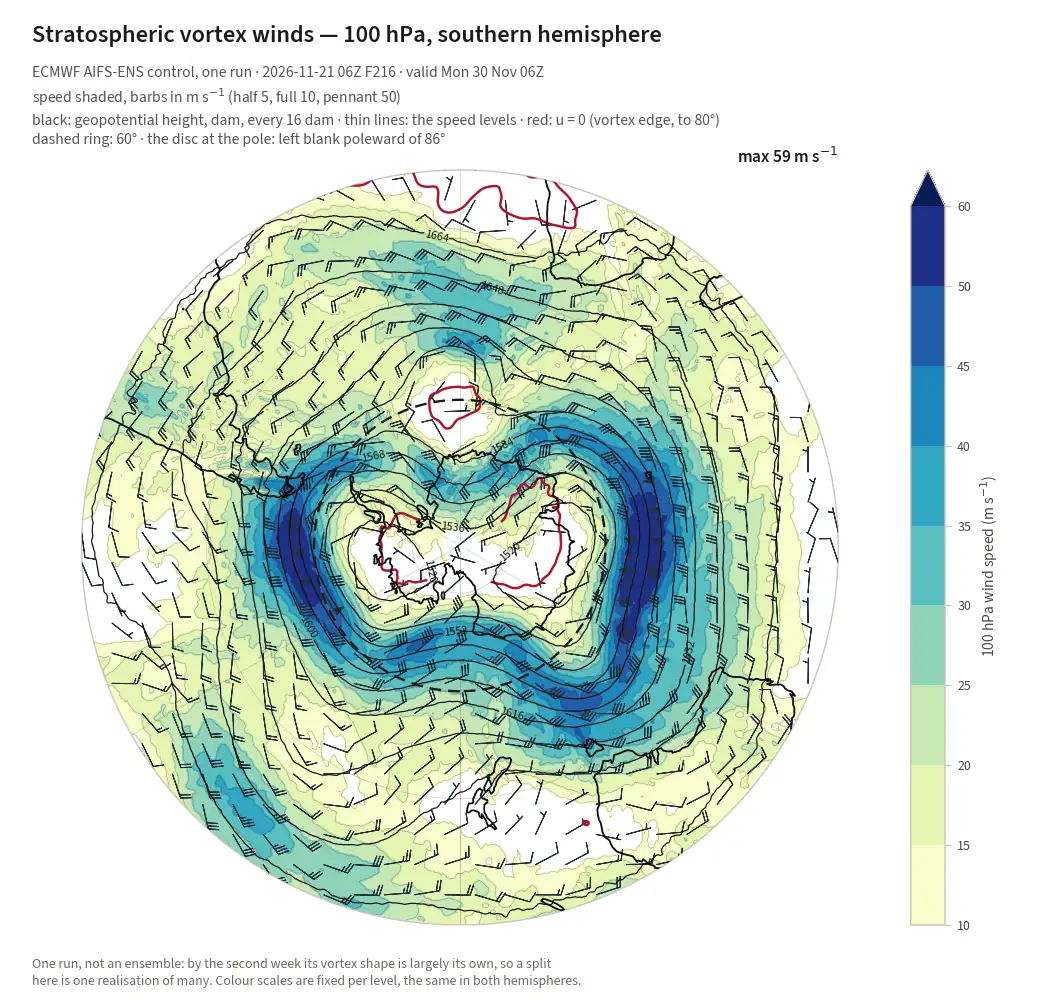 Stratospheric vortex winds — 100 hPa, southern hemisphere
ECMWF AIFS-ENS control, one run · 2026-11-21 06Z F216 · valid Mon 30 Nov 06Z
speed shaded, barbs in m s⁻¹ (half 5, full 10, pennant 50)
black: geopotential height, dam, every 16 dam · thin lines: the speed levels · red: u = 0 (vortex edge, to 80°)
dashed ring: 60° · the disc at the pole: left blank poleward of 86°
max 59 m s⁻¹
60
50
45
40
35
30
25
20
15
10
100 hPa wind speed (m s⁻¹)
1664
1648
1584
1568
1536
1520
1552
1600
1616
One run, not an ensemble: by the second week its vortex shape is largely its own, so a split
here is one realisation of many. Colour scales are fixed per level, the same in both hemispheres.